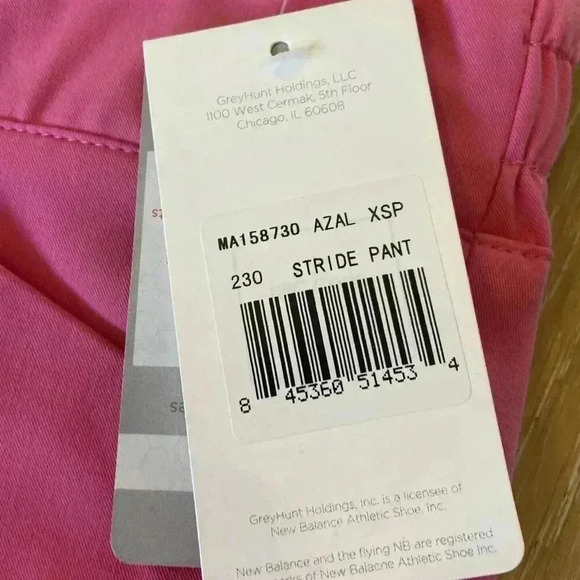 GreyHunt Holdings, LLC
1100 West Cermak, 5th Floor
Chicago, IL 60608
MA158730 AZAL XSP
230 STRIDE PANT
8 45360 51453 4
GreyHunt Holdings, Inc. is a licensee of
New Balance Athletic Shoe, Inc.
New Balance and the flying NB are registered
of New Balacne Athletic Shoe Inc.